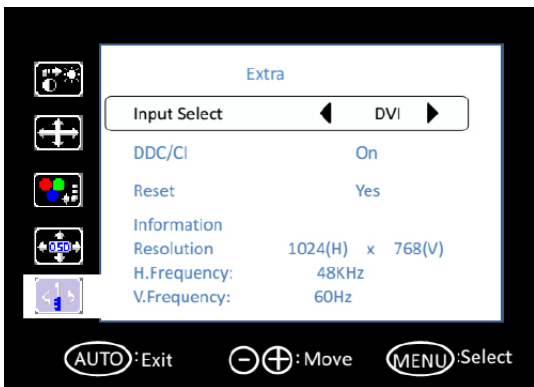 Extra
Input Select ◀ DVI ▶
DDC/CI On
Reset Yes
Information
Resolution 1024(H) x 768(V)
H.Frequency: 48KHz
V.Frequency: 60Hz
OSD
AUTO :Exit - + : Move MENU :Select